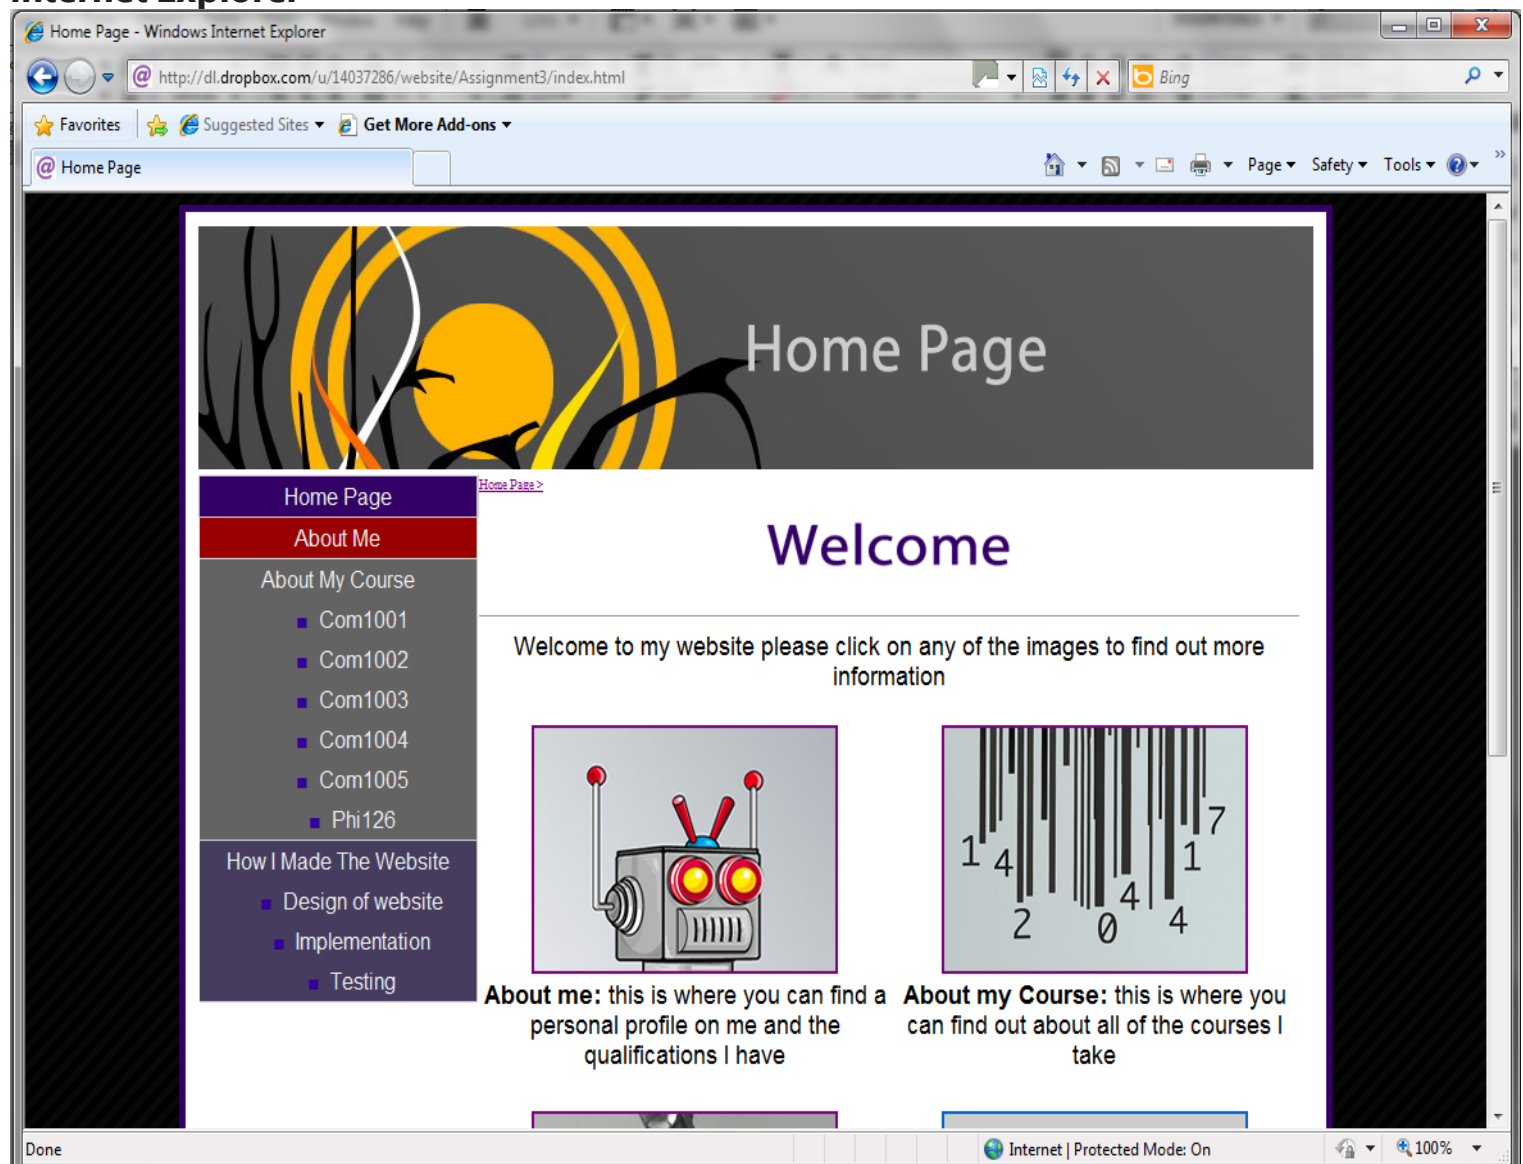 Internet Explorer
Home Page - Windows Internet Explorer
http://dl.dropbox.com/u/14037286/website/Assignment3/index.html
Bing
Favorites
Suggested Sites
Get More Add-ons
Home Page
Page
Safety
Tools
Home Page
Home Page
About Me
About My Course
Com1001
Com1002
Com1003
Com1004
Com1005
Phi126
How I Made The Website
Design of website
Implementation
Testing
Home Page >
Welcome
Welcome to my website please click on any of the images to find out more
information
1 4 2 0 4 4 1 7
About me: this is where you can find a
personal profile on me and the
qualifications I have
About my Course: this is where you
can find out about all of the courses I
take
Done
Internet | Protected Mode: On
100%